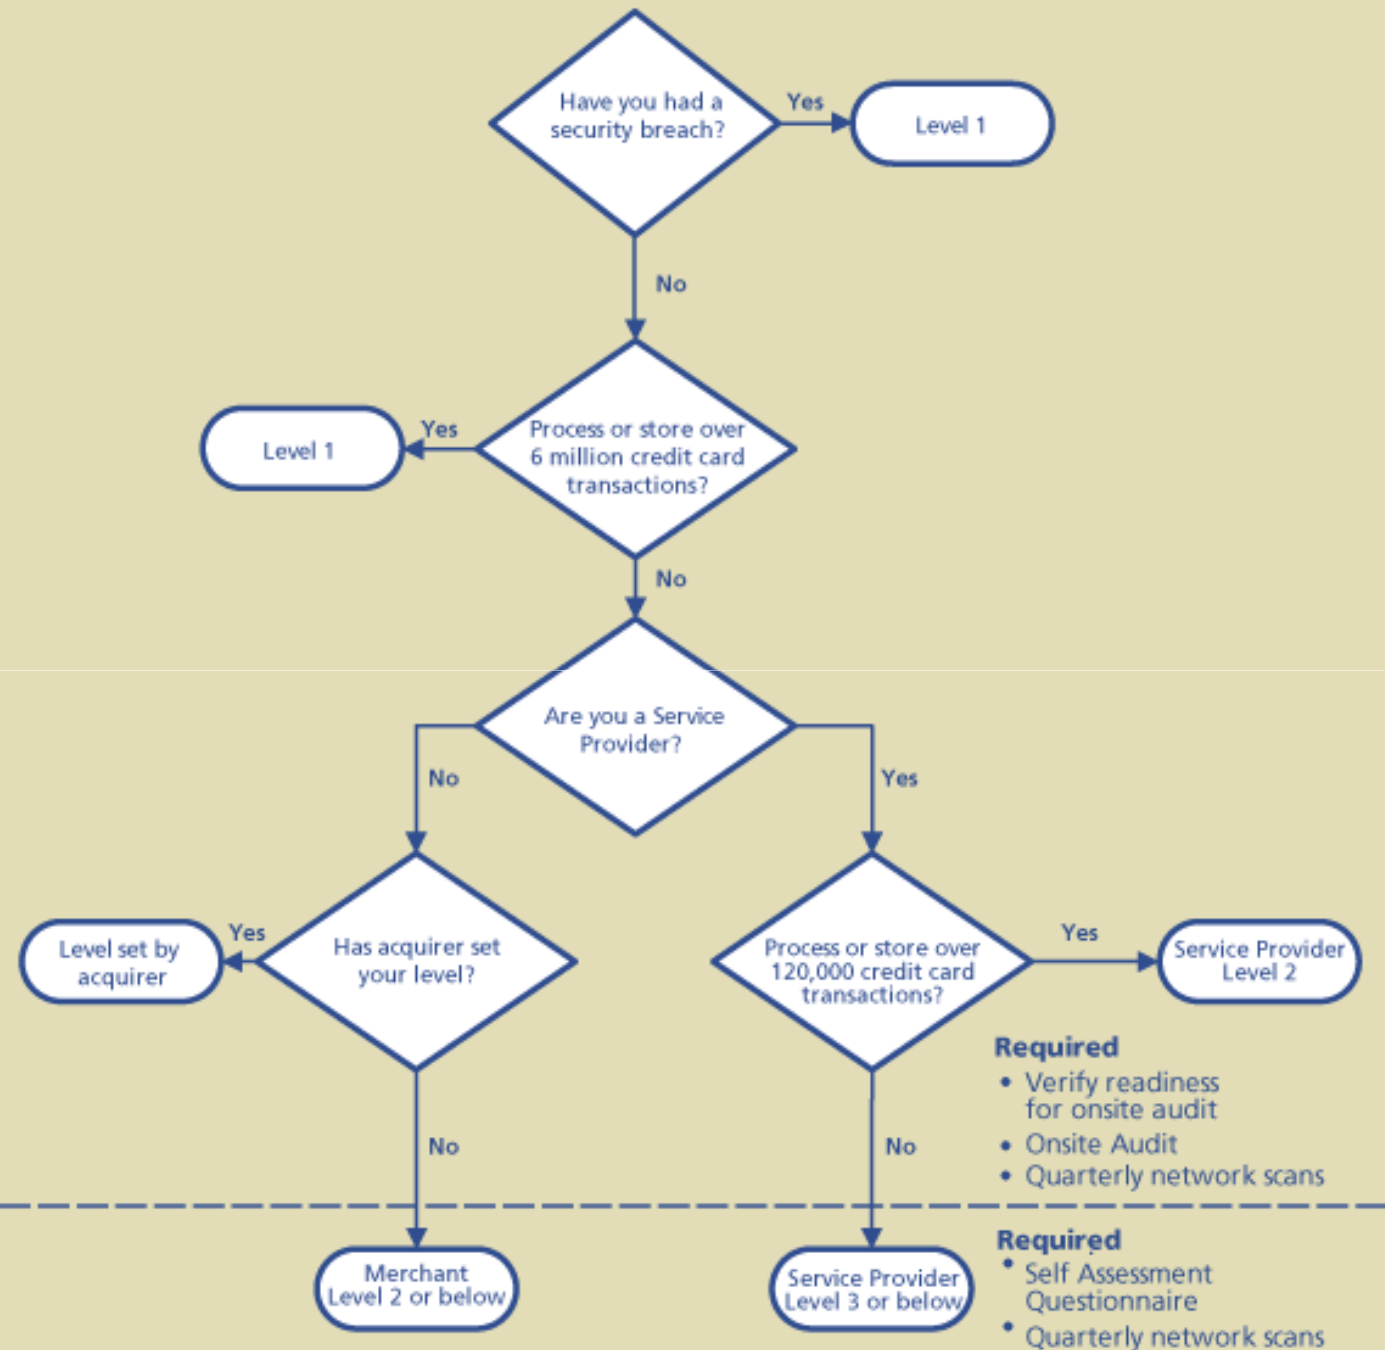 Have you had a
security breach?
Yes
Level 1
No
Process or store over
6 million credit card
transactions?
Yes
Level 1
No
Are you a Service
Provider?
No
Yes
Has acquirer set
your level?
Yes
Level set by
acquirer
Process or store over
120,000 credit card
transactions?
Yes
Service Provider
Level 2
Required
• Verify readiness
for onsite audit
• Onsite Audit
• Quarterly network scans
No
No
Merchant
Level 2 or below
Service Provider
Level 3 or below
Required
• Self Assessment
Questionnaire
• Quarterly network scans